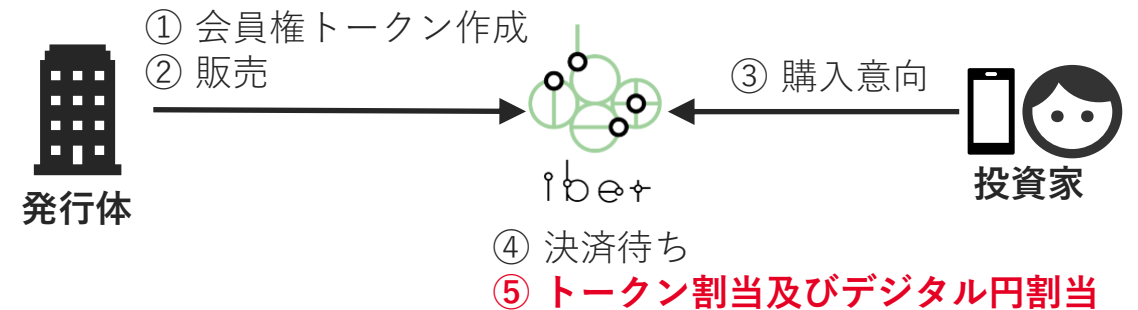 ① 会員権トークン作成
② 販売
③ 購入意向
発行体
ibet
投資家
④ 決済待ち
⑤ トークン割当及びデジタル円割当